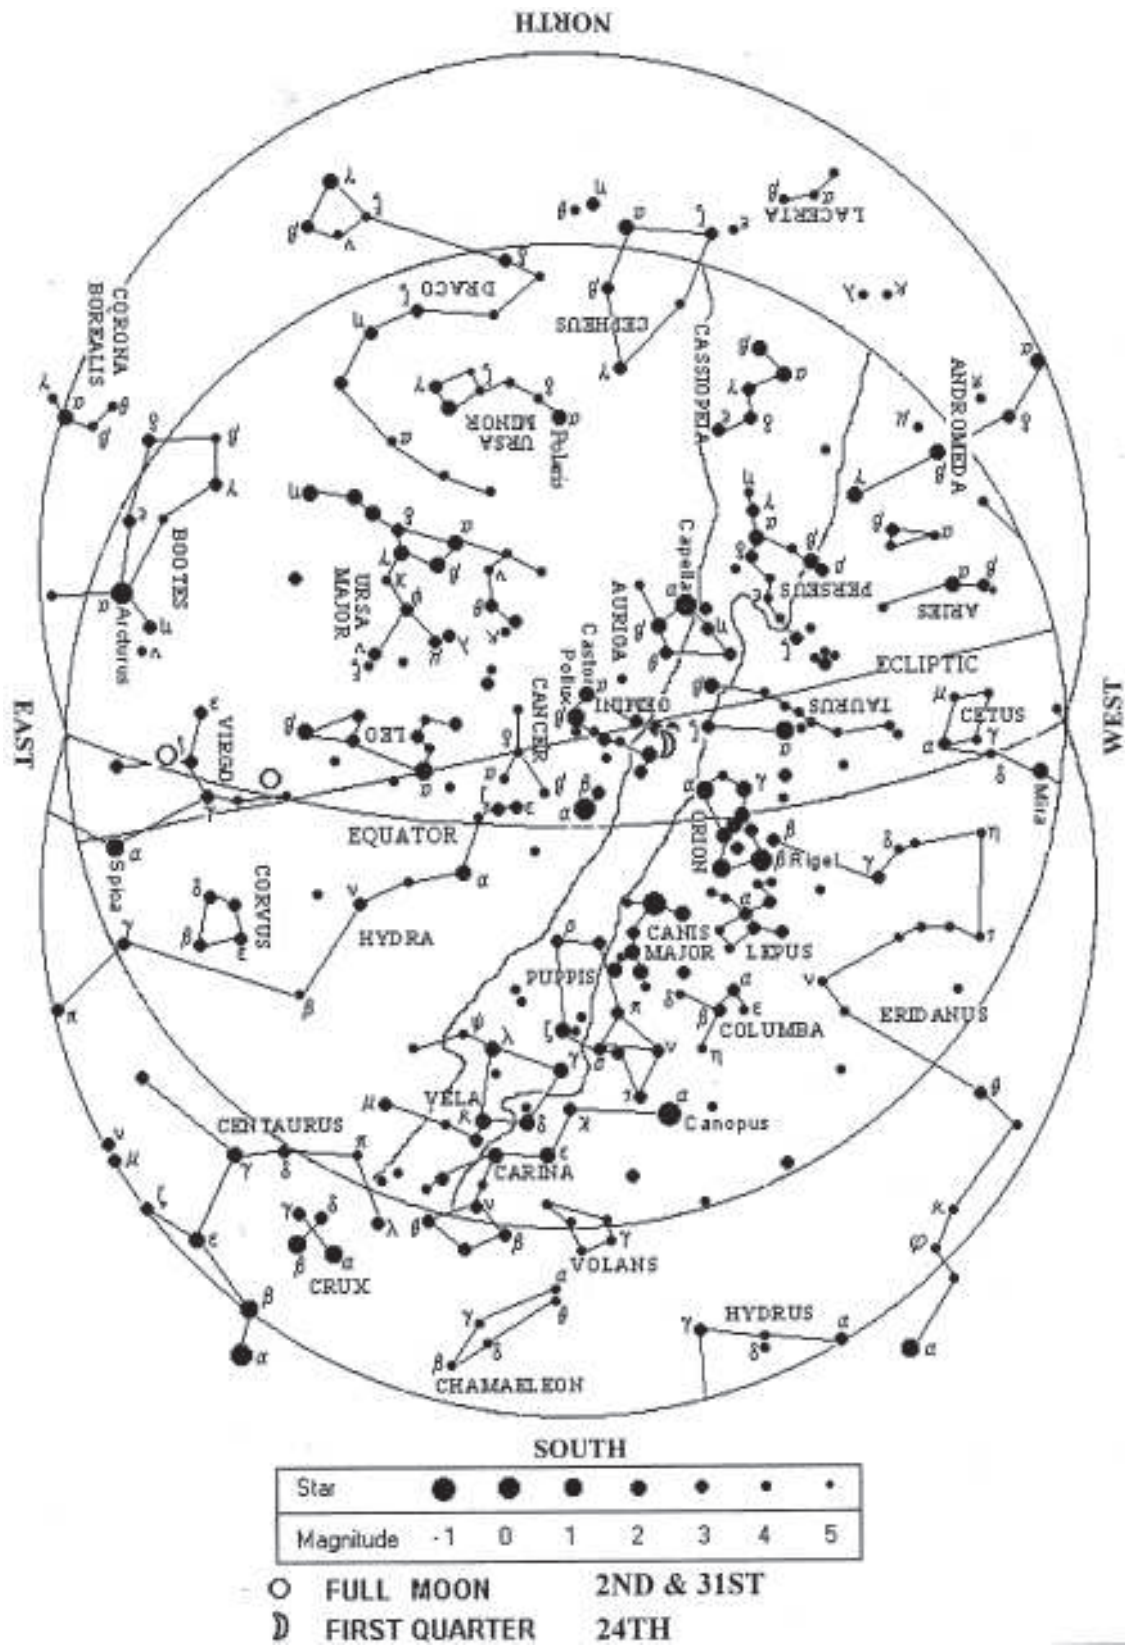 NORTH
LACERTA
DRACO
CEPHEUS
CORONA
BOREALIS
CASSIOPEIA
ANDROMEDA
URSA
MINOR
Polaris
BOOTES
Arcturus
URSA
MAJOR
Capella
AURIGA
PERSEUS
ARIES
Castor
Pollux
ECLIPTIC
EAST
VIRGO
LEO
CANCER
GEMINI
TAURUS
CETUS
WEST
Mira
EQUATOR
ORION
β Rigel
Spica
CORVUS
HYDRA
CANIS
MAJOR
LEPUS
PUPPIS
COLUMBA
ERIDANUS
VELA
Canopus
CENTAURUS
CARINA
CRUX
VOLANS
HYDRUS
CHAMAELEON
SOUTH
Star
Magnitude -1 0 1 2 3 4 5
FULL MOON 2ND & 31ST
FIRST QUARTER 24TH